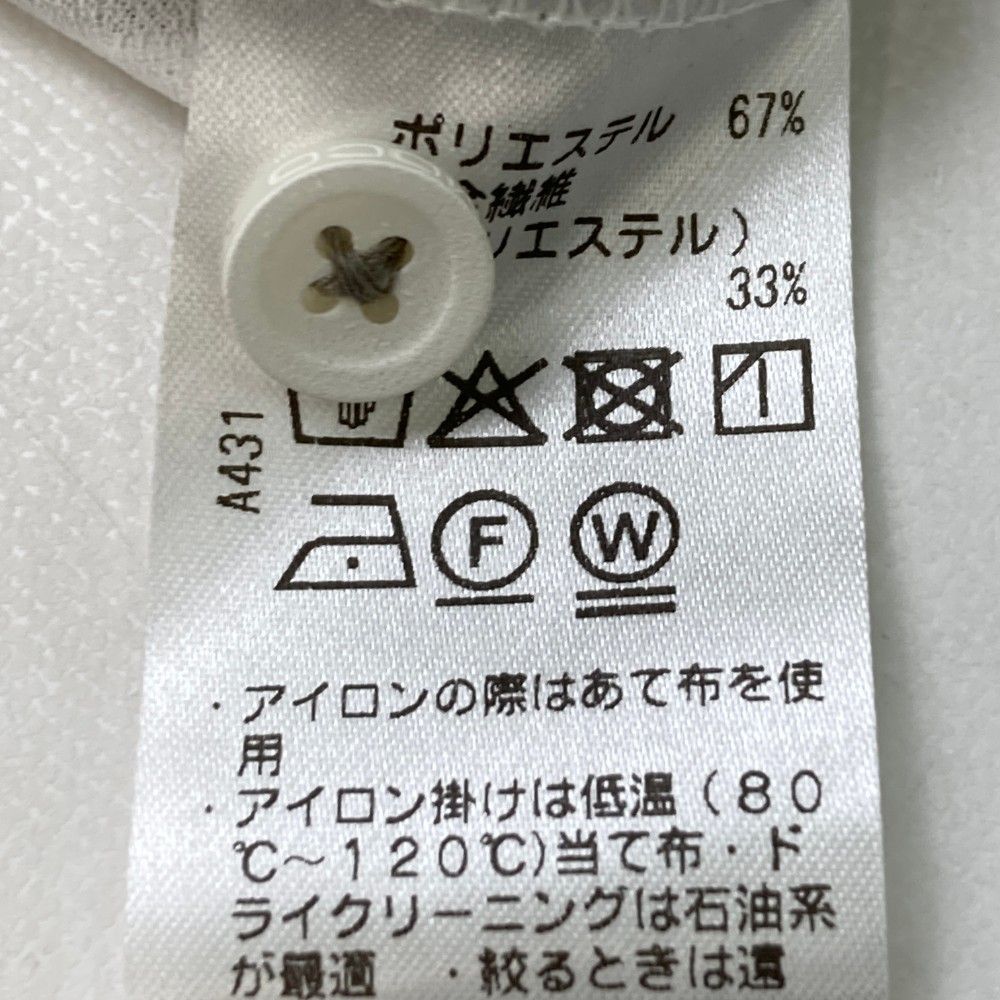 ポリエステル 67%
繊維
リエステル)
33%
A431
F
W
・アイロンの際はあて布を使
用
・アイロン掛けは低温(80
℃~120℃)当て布・ド
ライクリーニングは石油系
が最適 ・絞るときは遠